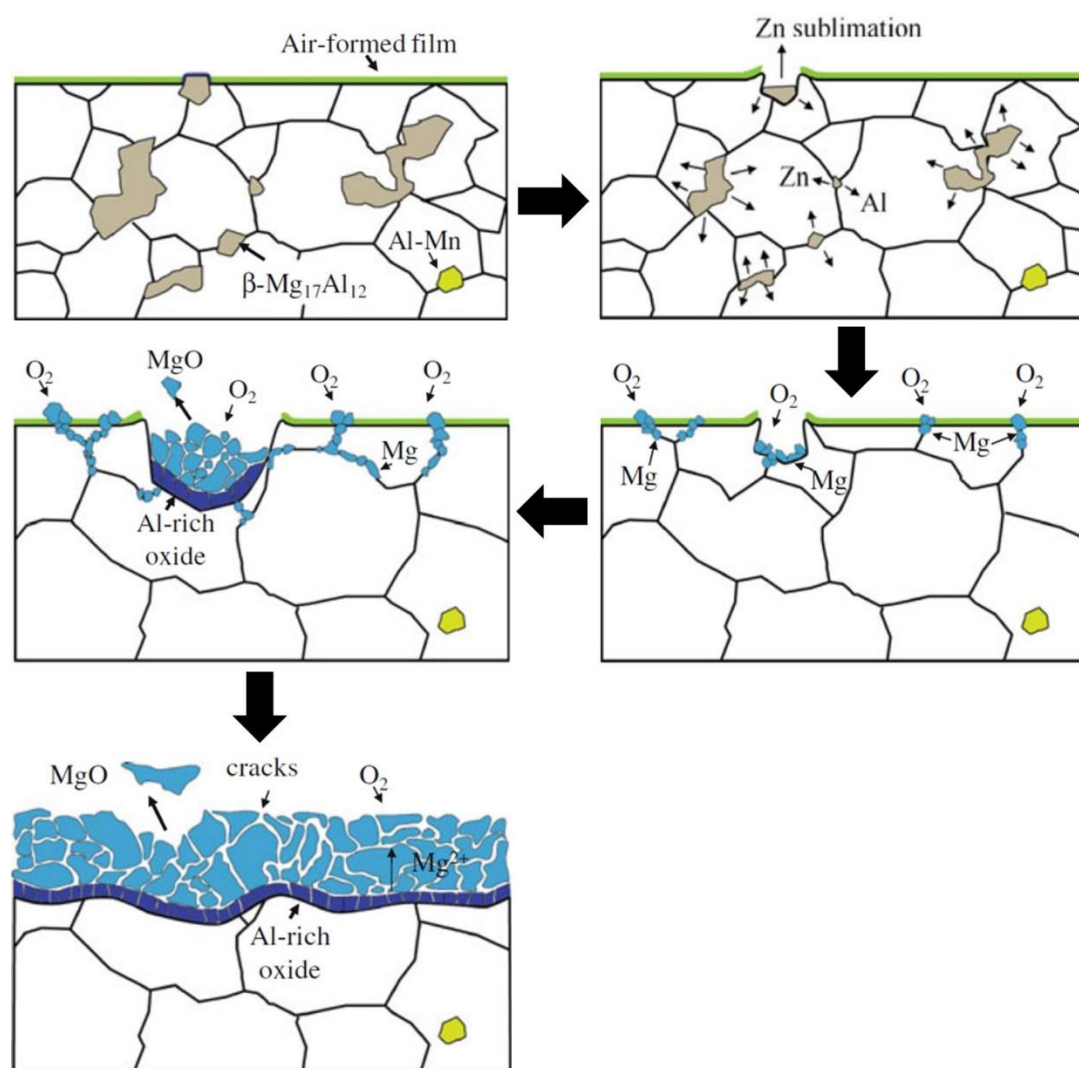 Air-formed film
Al-Mn
β-Mg₁₇Al₁₂
Zn sublimation
Zn
Al
O₂
O₂
O₂
O₂
Mg
Mg
Mg
O₂
MgO
O₂
O₂
O₂
Mg
Al-rich
oxide
MgO
cracks
O₂
Mg²⁺
Al-rich
oxide